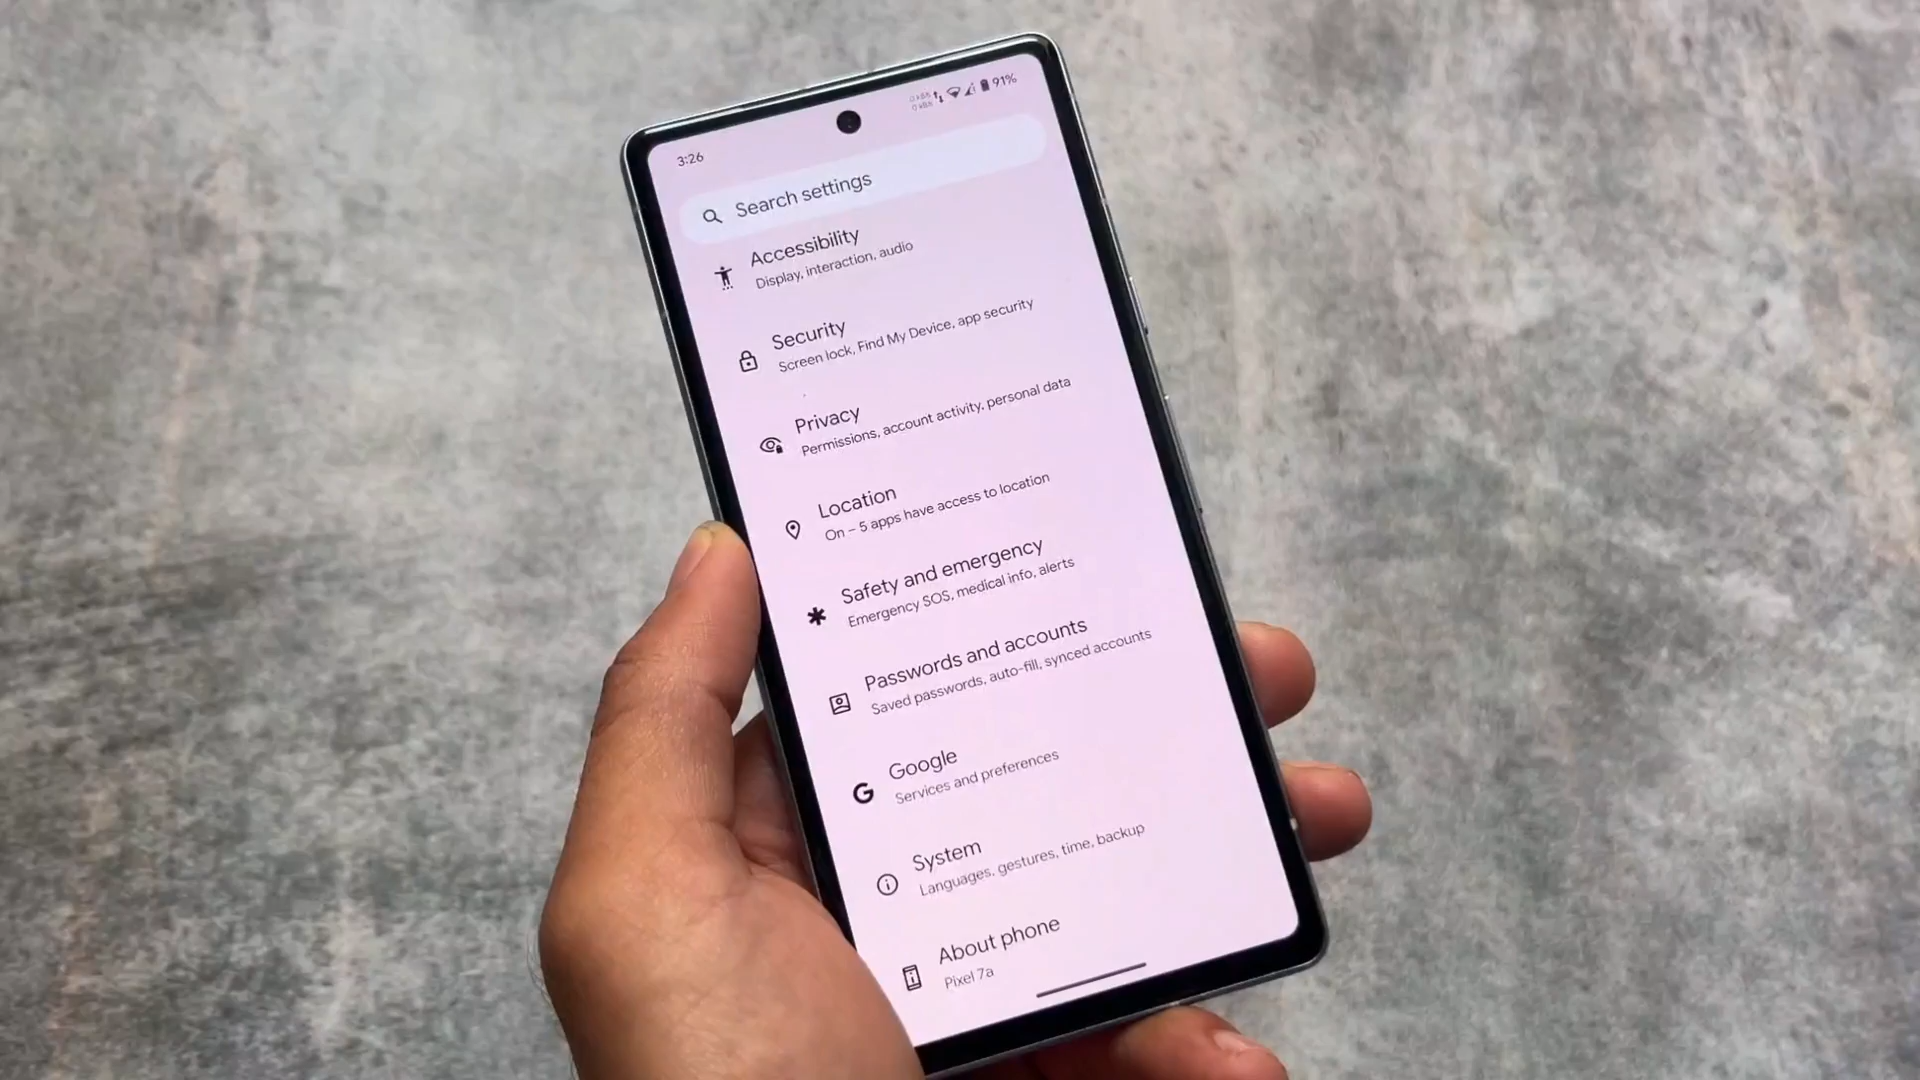 3:26
91%
Search settings
Accessibility
Display, interaction, audio
Security
Screen lock, Find My Device, app security
Privacy
Permissions, account activity, personal data
Location
On – 5 apps have access to location
Safety and emergency
Emergency SOS, medical info, alerts
Passwords and accounts
Saved passwords, auto-fill, synced accounts
G
Google
Services and preferences
System
Languages, gestures, time, backup
About phone
Pixel 7a